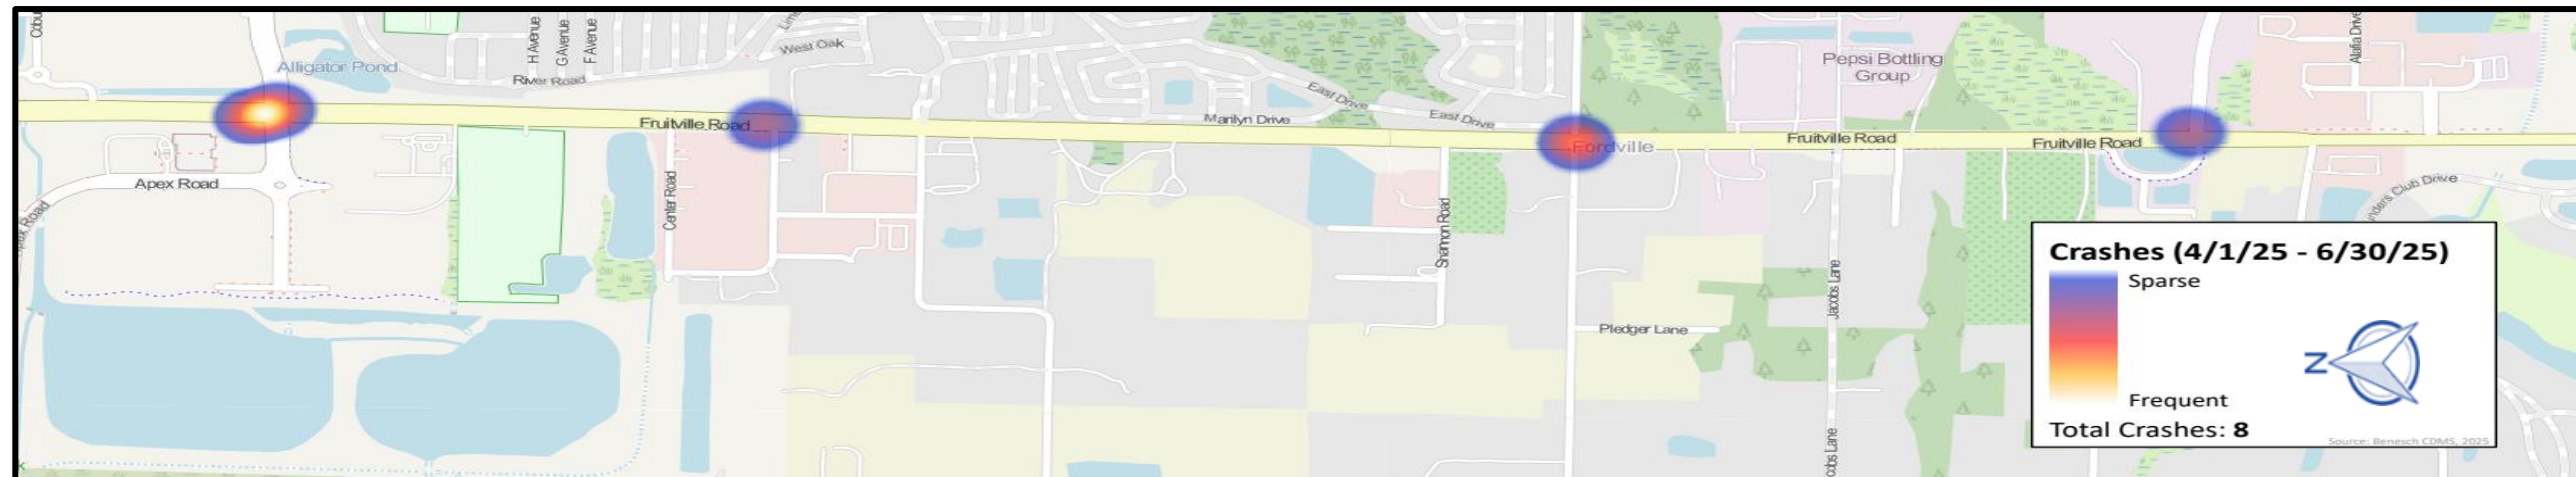 H Avenue
G Avenue
F Avenue
West Oak
Alligator Pond
River Road
Pepsi Bottling
Group
Alafia Drive
East Drive
Marilyn Drive
East Drive
Fruitville Road
Fruitville Road
Fruitville Road
Fordville
Apex Road
Center Road
Shannon Road
Jacobs Lane
Pledger Lane
Crashes (4/1/25 - 6/30/25)
Sparse
Frequent
Z
Total Crashes: 8
Source: Benesch CDMS, 2025